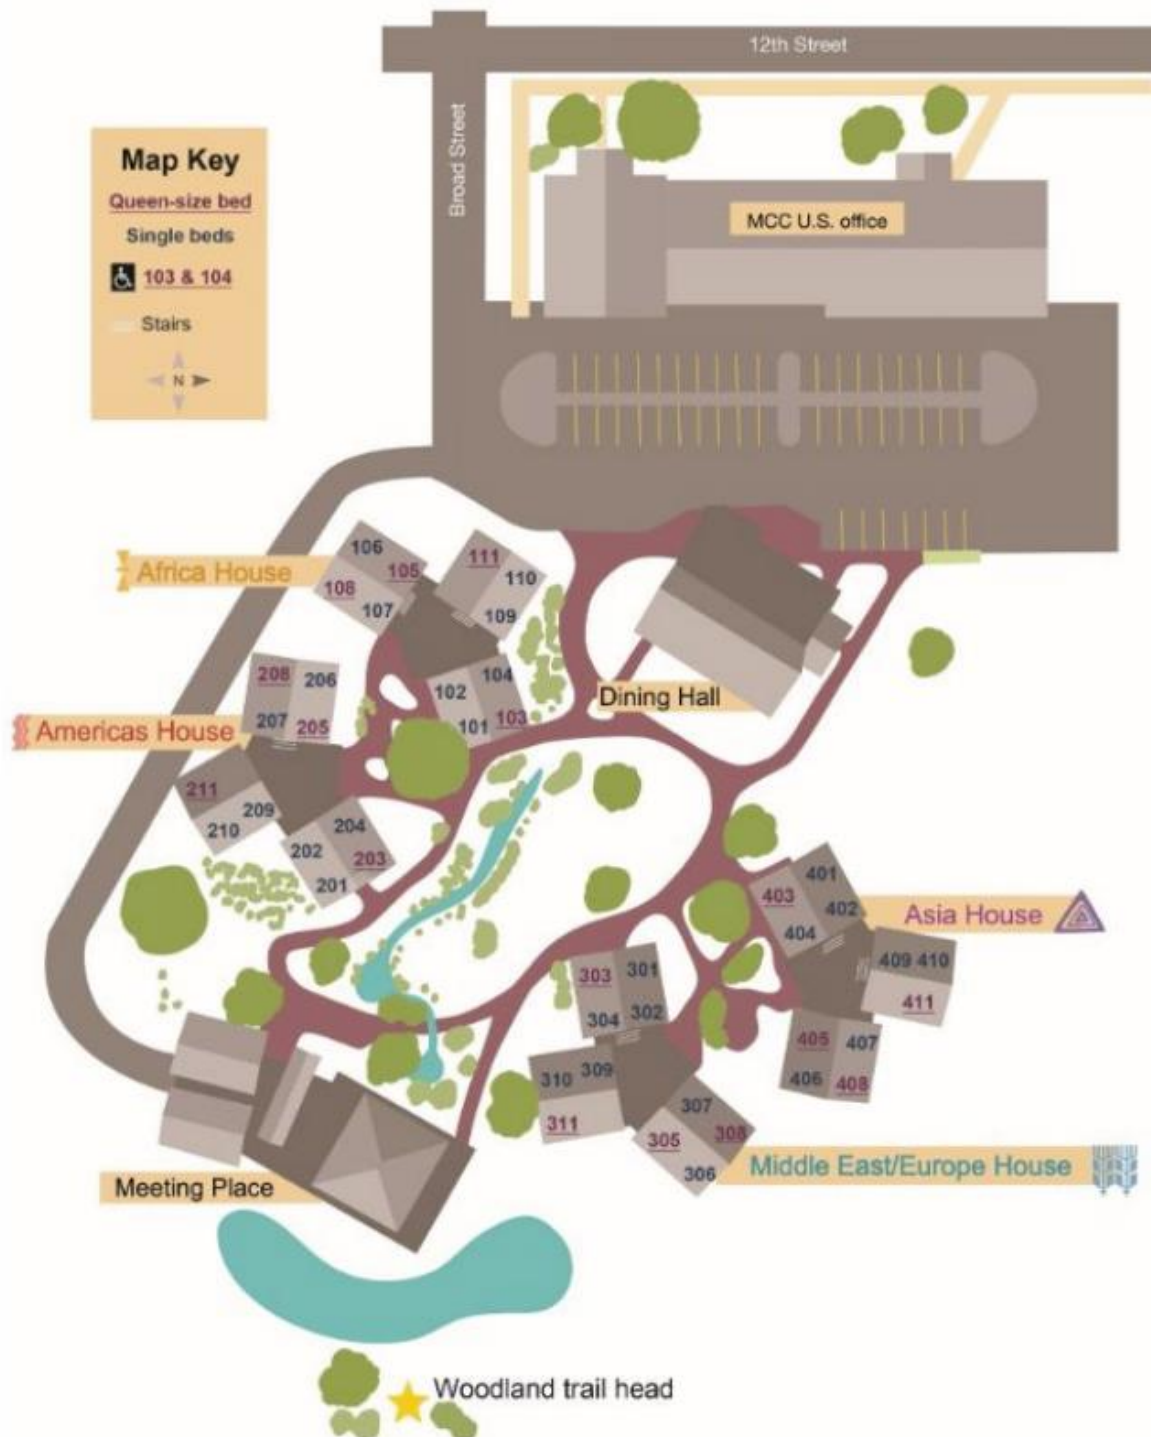 12th Street
Broad Street
Map Key
Queen-size bed
Single beds
103 & 104
Stairs
N
MCC U.S. office
Africa House
106
105
108
107
111
110
109
104
102
103
101
Dining Hall
Americas House
208
206
207
205
211
209
210
204
202
203
201
Asia House
401
403
402
404
409 410
411
405
407
406
408
303
301
304
302
310
309
311
307
305
308
306
Middle East/Europe House
Meeting Place
Woodland trail head